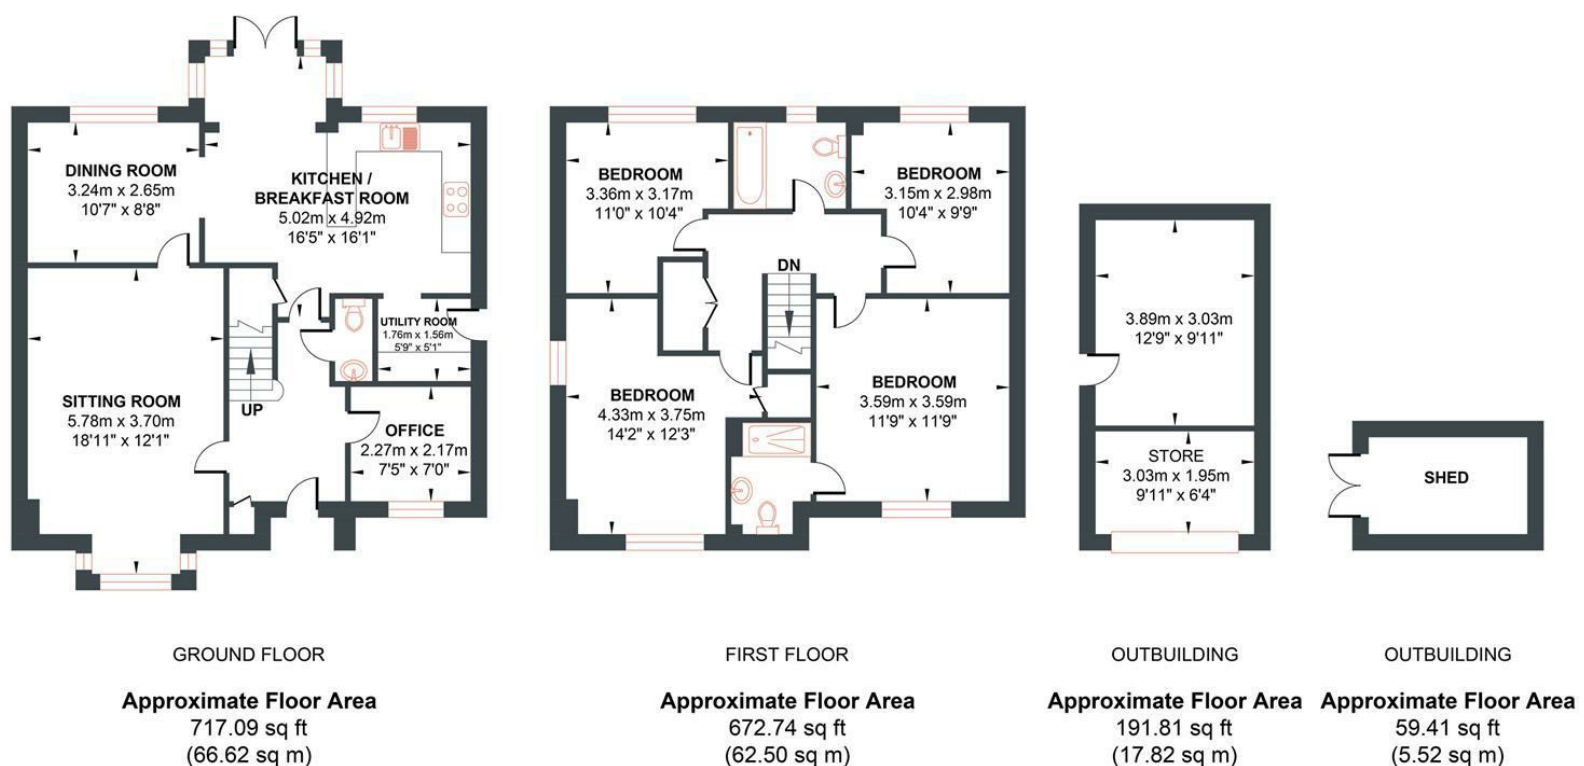 DINING ROOM
3.24m x 2.65m
10'7" x 8'8"
KITCHEN /
BREAKFAST ROOM
5.02m x 4.92m
16'5" x 16'1"
UTILITY ROOM
1.76m x 1.56m
5'9" x 5'1"
SITTING ROOM
5.78m x 3.70m
18'11" x 12'1"
UP
OFFICE
2.27m x 2.17m
7'5" x 7'0"
BEDROOM
3.36m x 3.17m
11'0" x 10'4"
BEDROOM
3.15m x 2.98m
10'4" x 9'9"
DN
BEDROOM
4.33m x 3.75m
14'2" x 12'3"
BEDROOM
3.59m x 3.59m
11'9" x 11'9"
3.89m x 3.03m
12'9" x 9'11"
STORE
3.03m x 1.95m
9'11" x 6'4"
SHED
GROUND FLOOR
Approximate Floor Area
717.09 sq ft
(66.62 sq m)
FIRST FLOOR
Approximate Floor Area
672.74 sq ft
(62.50 sq m)
OUTBUILDING
Approximate Floor Area
191.81 sq ft
(17.82 sq m)
OUTBUILDING
Approximate Floor Area
59.41 sq ft
(5.52 sq m)